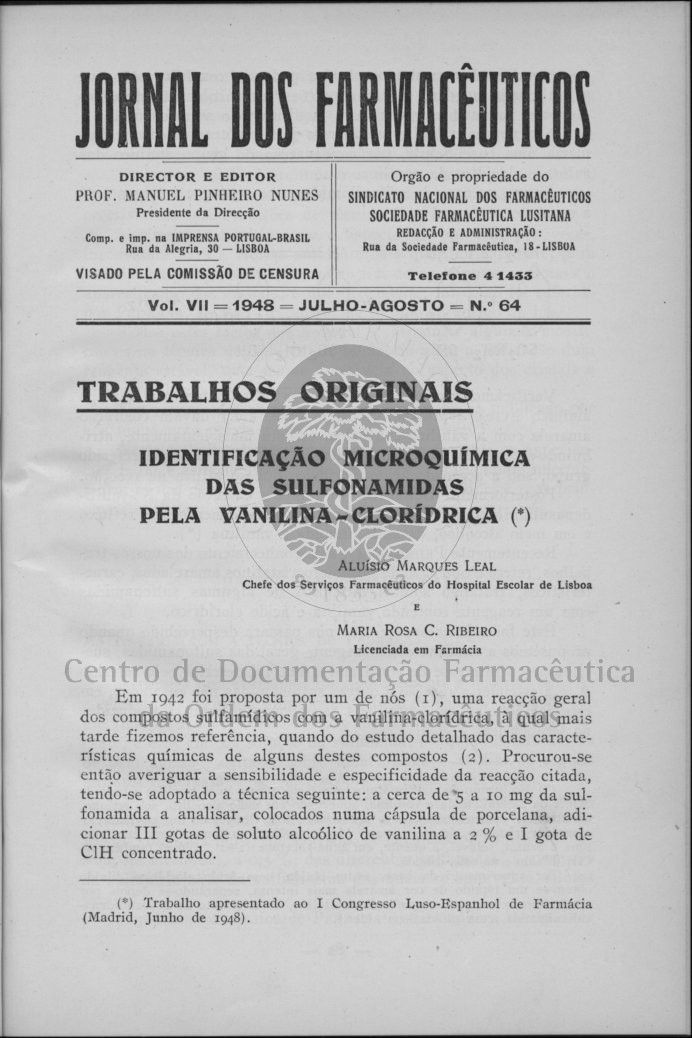 JORNAL DOS FARMACÊUTICOS
DIRECTOR E EDITOR
PROF. MANUEL PINHEIRO NUNES
Presidente da Direcção
Comp. e imp. na IMPRENSA PORTUGAL-BRASIL
Rua da Alegria, 30 — LISBOA
VISADO PELA COMISSÃO DE CENSURA
Orgão e propriedade do
SINDICATO NACIONAL DOS FARMACÊUTICOS
SOCIEDADE FARMACÊUTICA LUSITANA
REDACÇÃO E ADMINISTRAÇÃO:
Rua da Sociedade Farmacêutica, 18-LISBOA
Telefone 4 1433
Vol. VII = 1948 = JULHO-AGOSTO = N.º 64
TRABALHOS ORIGINAIS
IDENTIFICAÇÃO MICROQUÍMICA
DAS SULFONAMIDAS
PELA VANILINA-CLORÍDRICA (*)
ALUÍSIO MARQUES LEAL
Chefe dos Serviços Farmacêuticos do Hospital Escolar de Lisboa
E
MARIA ROSA C. RIBEIRO
Licenciada em Farmácia
Centro de Documentação Farmacêutica
da Ordem dos Farmacêuticos
Em 1942 foi proposta por um de nós (1), uma reacção geral
dos compostos sulfamídicos com a vanilina-clorídrica, à qual mais
tarde fizemos referência, quando do estudo detalhado das caracte-
rísticas químicas de alguns destes compostos (2). Procurou-se
então averiguar a sensibilidade e especificidade da reacção citada,
tendo-se adoptado a técnica seguinte: a cerca de 5 a 10 mg da sul-
fonamida a analisar, colocados numa cápsula de porcelana, adi-
cionar III gotas de soluto alcoólico de vanilina a 2 % e I gota de
ClH concentrado.
(*) Trabalho apresentado ao I Congresso Luso-Espanhol de Farmácia
(Madrid, Junho de 1948).